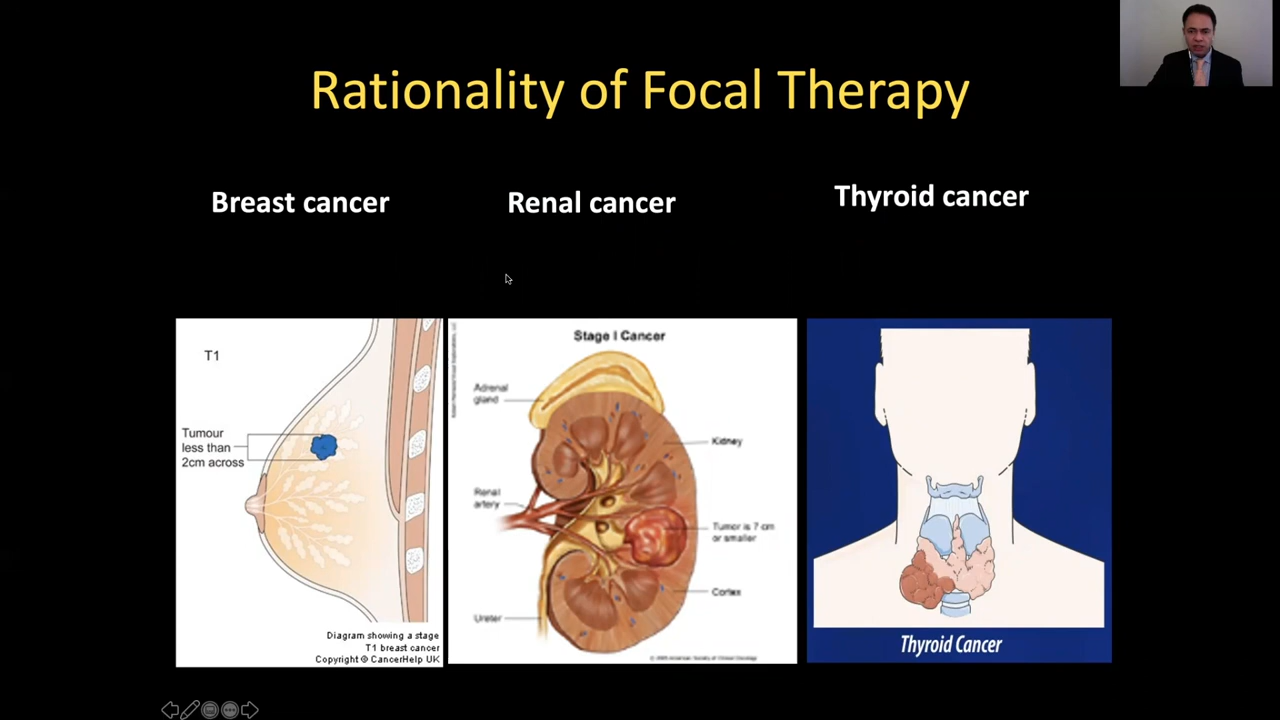 Rationality of Focal Therapy
Breast cancer
Renal cancer
Thyroid cancer
T1
Tumour
less than
2cm across
Diagram showing a stage
T1 breast cancer
Copyright © CancerHelp UK
Stage I Cancer
Adrenal
gland
Kidney
Renal
artery
Tumor is 7 cm
or smaller
Cortex
Ureter
Thyroid Cancer